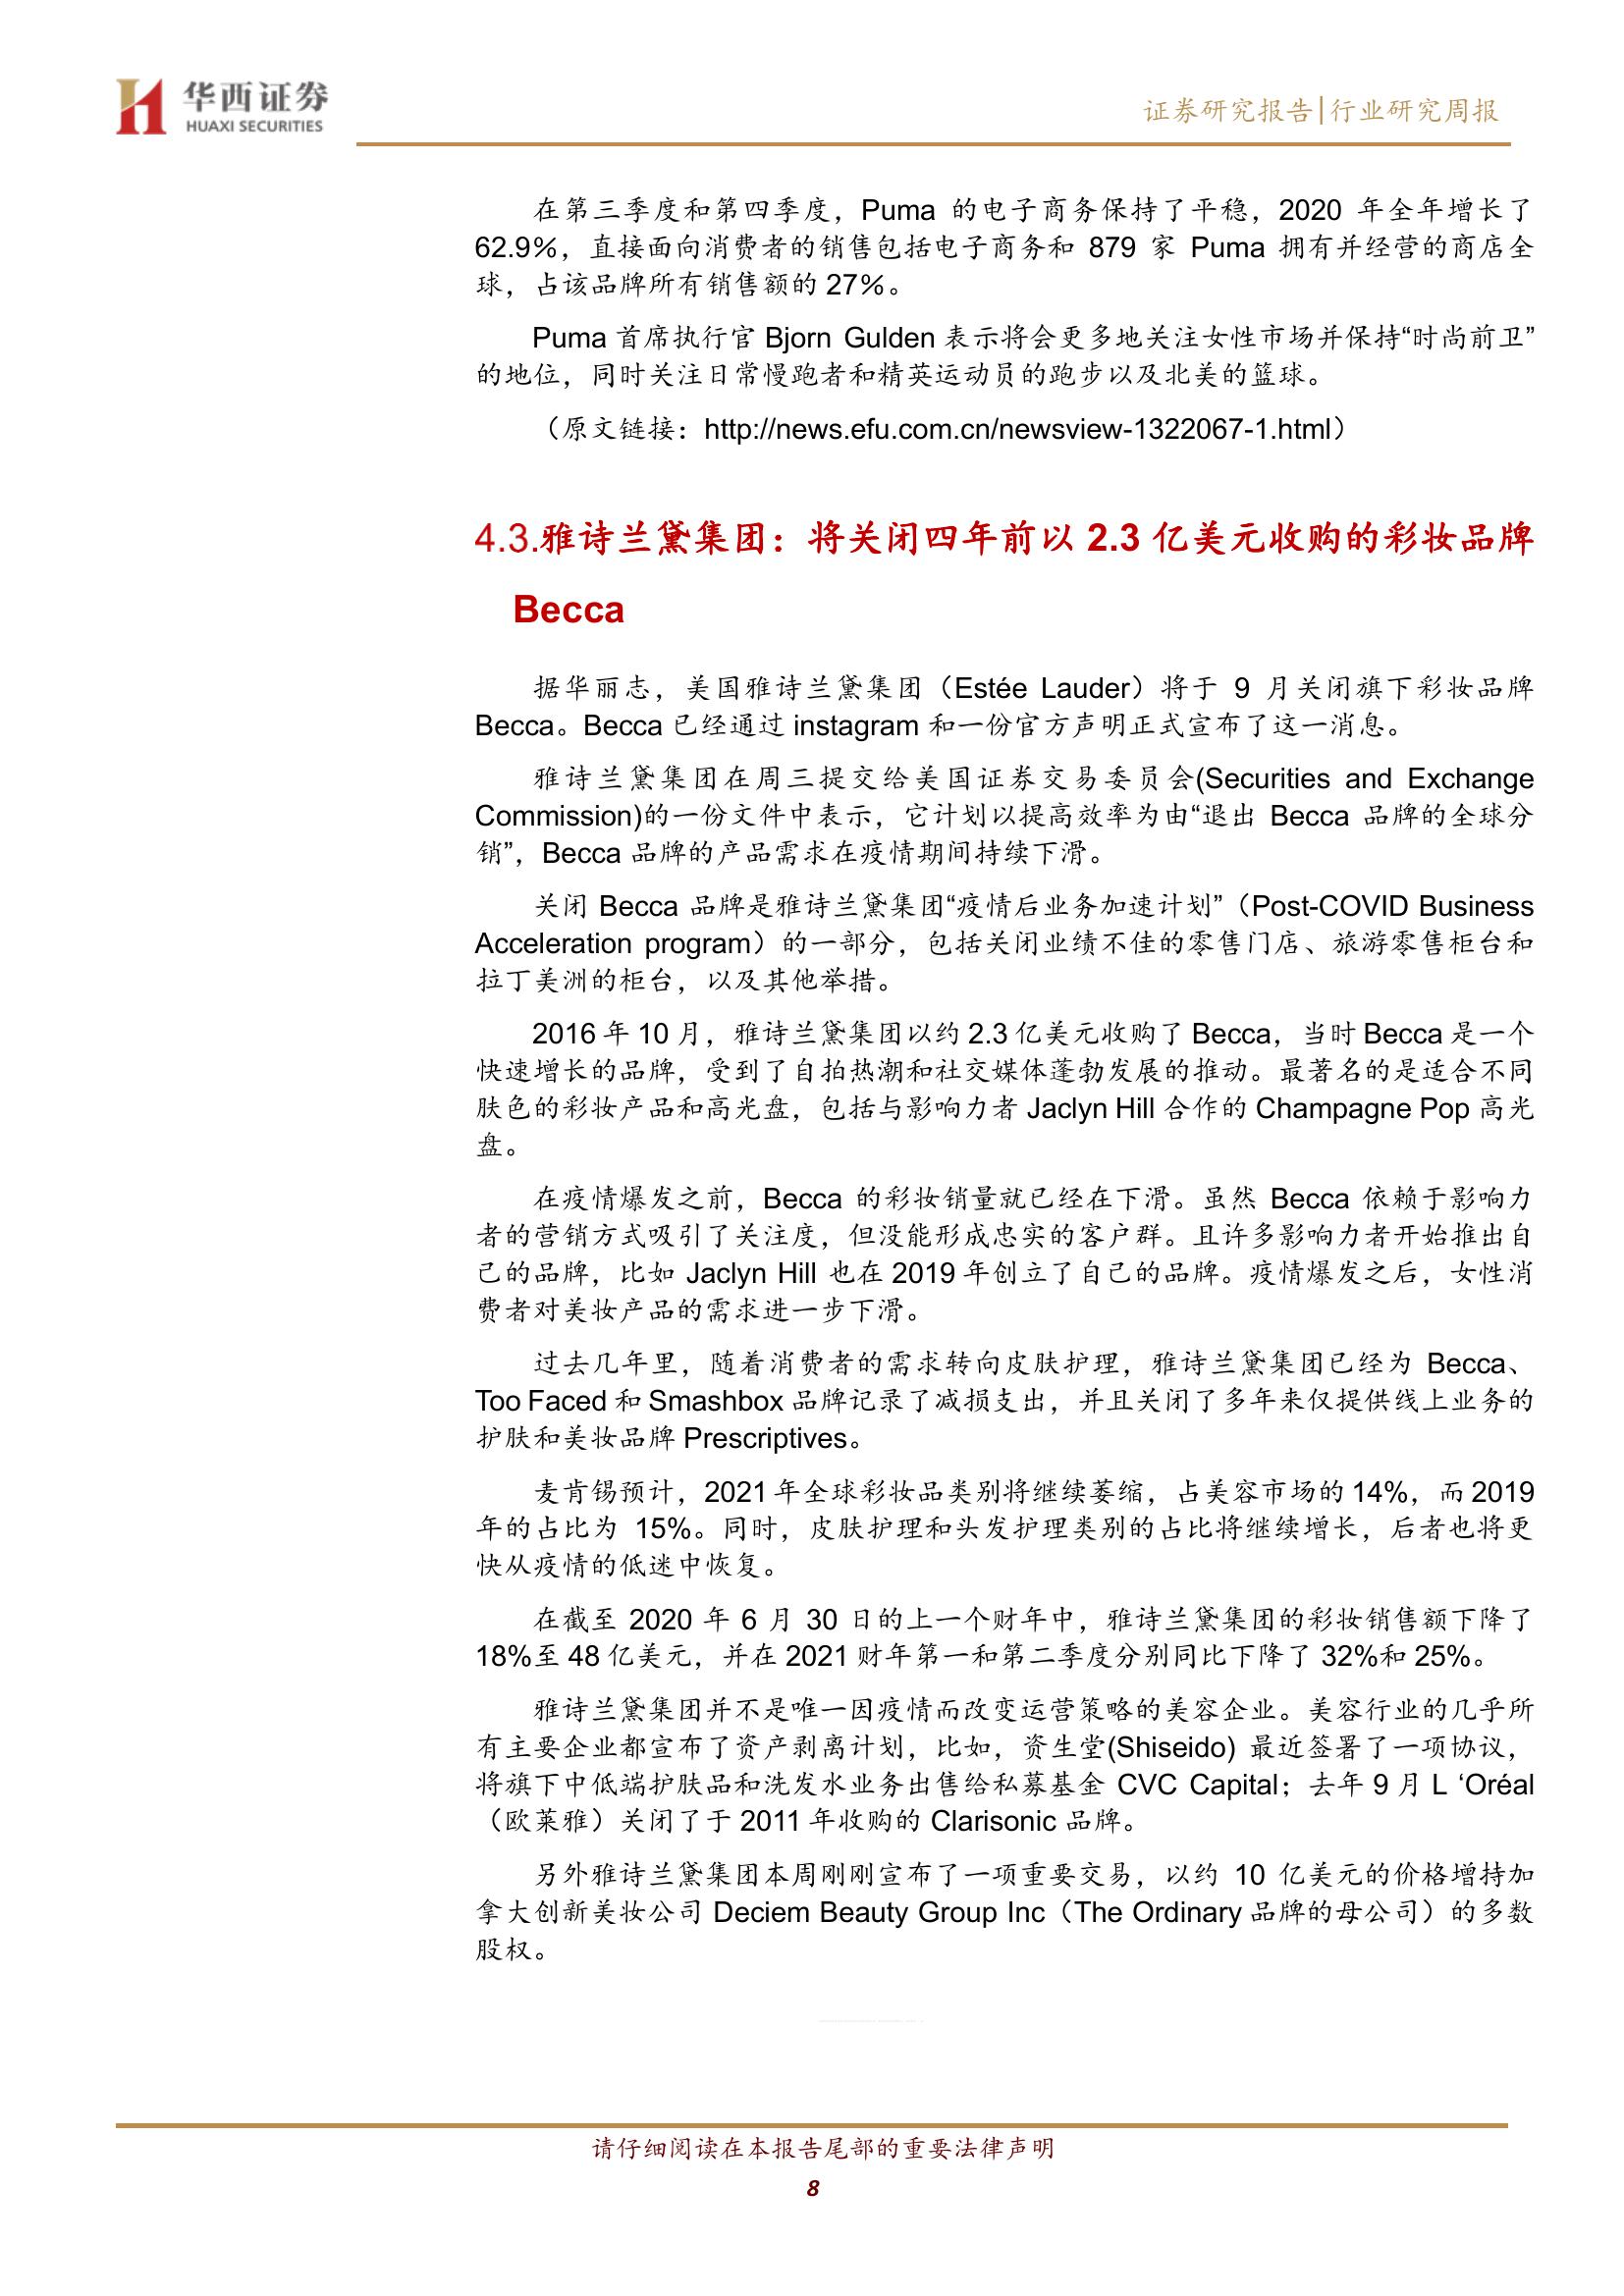 华西证券
HUAXI SECURITIES
证券研究报告|行业研究周报
在第三季度和第四季度，Puma 的电子商务保持了平稳，2020 年全年增长了
62.9％，直接面向消费者的销售包括电子商务和 879 家 Puma 拥有并经营的商店全
球，占该品牌所有销售额的 27％。
Puma 首席执行官 Bjorn Gulden 表示将会更多地关注女性市场并保持“时尚前卫”
的地位，同时关注日常慢跑者和精英运动员的跑步以及北美的篮球。
（原文链接：http://news.efu.com.cn/newsview-1322067-1.html）
4.3.雅诗兰黛集团：将关闭四年前以 2.3 亿美元收购的彩妆品牌
Becca
据华丽志，美国雅诗兰黛集团（Estée Lauder）将于 9 月关闭旗下彩妆品牌
Becca。Becca 已经通过 instagram 和一份官方声明正式宣布了这一消息。
雅诗兰黛集团在周三提交给美国证券交易委员会(Securities and Exchange
Commission)的一份文件中表示，它计划以提高效率为由“退出 Becca 品牌的全球分
销”，Becca 品牌的产品需求在疫情期间持续下滑。
关闭 Becca 品牌是雅诗兰黛集团“疫情后业务加速计划”（Post-COVID Business
Acceleration program）的一部分，包括关闭业绩不佳的零售门店、旅游零售柜台和
拉丁美洲的柜台，以及其他举措。
2016 年 10 月，雅诗兰黛集团以约 2.3 亿美元收购了 Becca，当时 Becca 是一个
快速增长的品牌，受到了自拍热潮和社交媒体蓬勃发展的推动。最著名的是适合不同
肤色的彩妆产品和高光盘，包括与影响力者 Jaclyn Hill 合作的 Champagne Pop 高光
盘。
在疫情爆发之前，Becca 的彩妆销量就已经在下滑。虽然 Becca 依赖于影响力
者的营销方式吸引了关注度，但没能形成忠实的客户群。且许多影响力者开始推出自
己的品牌，比如 Jaclyn Hill 也在 2019 年创立了自己的品牌。疫情爆发之后，女性消
费者对美妆产品的需求进一步下滑。
过去几年里，随着消费者的需求转向皮肤护理，雅诗兰黛集团已经为 Becca、
Too Faced 和 Smashbox 品牌记录了减损支出，并且关闭了多年来仅提供线上业务的
护肤和美妆品牌 Prescriptives。
麦肯锡预计，2021 年全球彩妆品类别将继续萎缩，占美容市场的 14%，而 2019
年的占比为 15%。同时，皮肤护理和头发护理类别的占比将继续增长，后者也将更
快从疫情的低迷中恢复。
在截至 2020 年 6 月 30 日的上一个财年中，雅诗兰黛集团的彩妆销售额下降了
18%至 48 亿美元，并在 2021 财年第一和第二季度分别同比下降了 32%和 25%。
雅诗兰黛集团并不是唯一因疫情而改变运营策略的美容企业。美容行业的几乎所
有主要企业都宣布了资产剥离计划，比如，资生堂(Shiseido) 最近签署了一项协议，
将旗下中低端护肤品和洗发水业务出售给私募基金 CVC Capital；去年 9 月 L ‘Oréal
（欧莱雅）关闭了于 2011 年收购的 Clarisonic 品牌。
另外雅诗兰黛集团本周刚刚宣布了一项重要交易，以约 10 亿美元的价格增持加
拿大创新美妆公司 Deciem Beauty Group Inc（The Ordinary 品牌的母公司）的多数
股权。
请仔细阅读在本报告尾部的重要法律声明
8